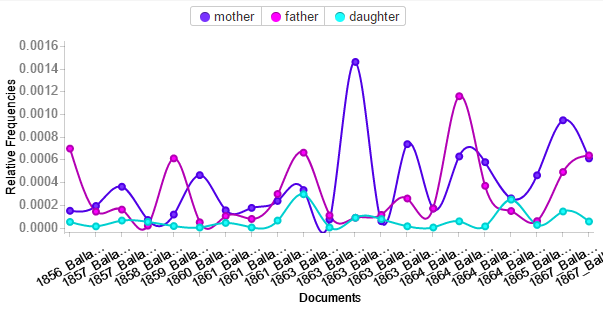 mother
father
daughter
0.0016
0.0014
0.0012
0.0010
0.0008
0.0006
0.0004
0.0002
0.0000
Relative Frequencies
1856_Balla…
1857_Balla…
1857_Balla…
1858_Balla…
1859_Balla…
1860_Balla…
1861_Balla…
1861_Balla…
1861_Balla…
1863_Balla…
1863_Balla…
1863_Balla…
1863_Balla…
1863_Balla…
1864_Balla…
1864_Balla…
1864_Balla…
1864_Balla…
1865_Balla…
1867_Balla…
1867_Ball
Documents